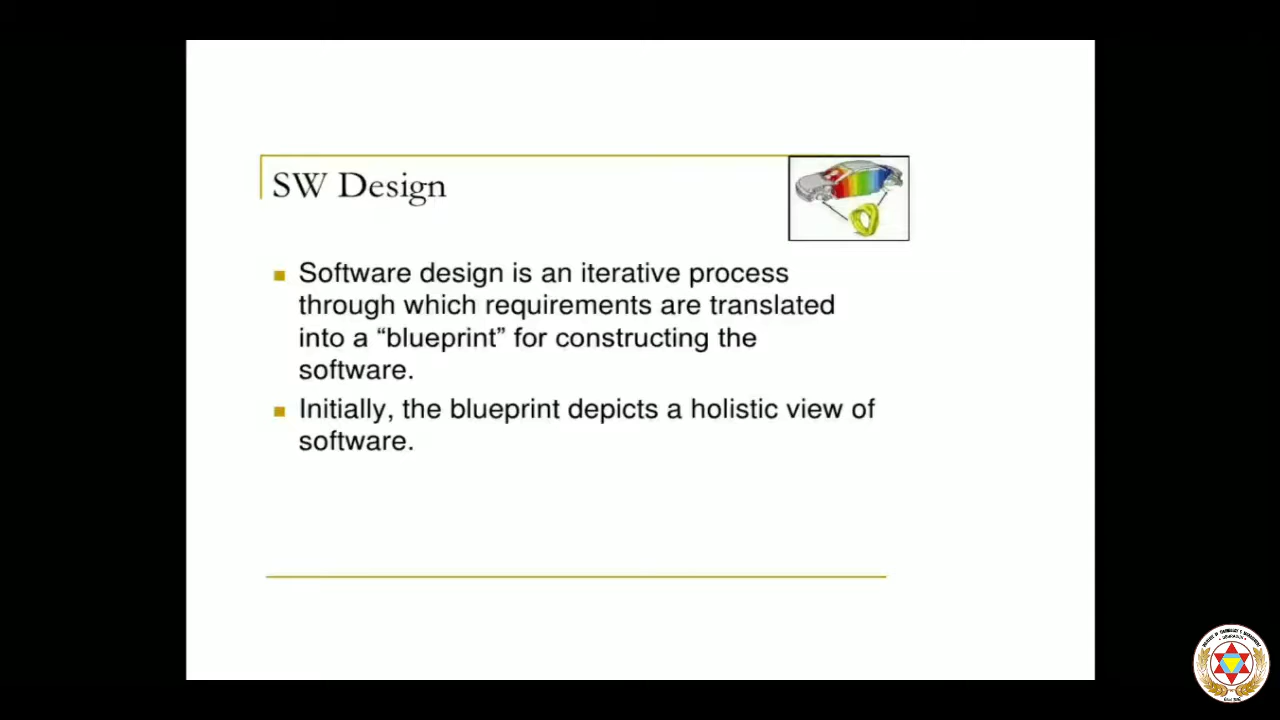 SW Design
Software design is an iterative process
through which requirements are translated
into a “blueprint” for constructing the
software.
Initially, the blueprint depicts a holistic view of
software.